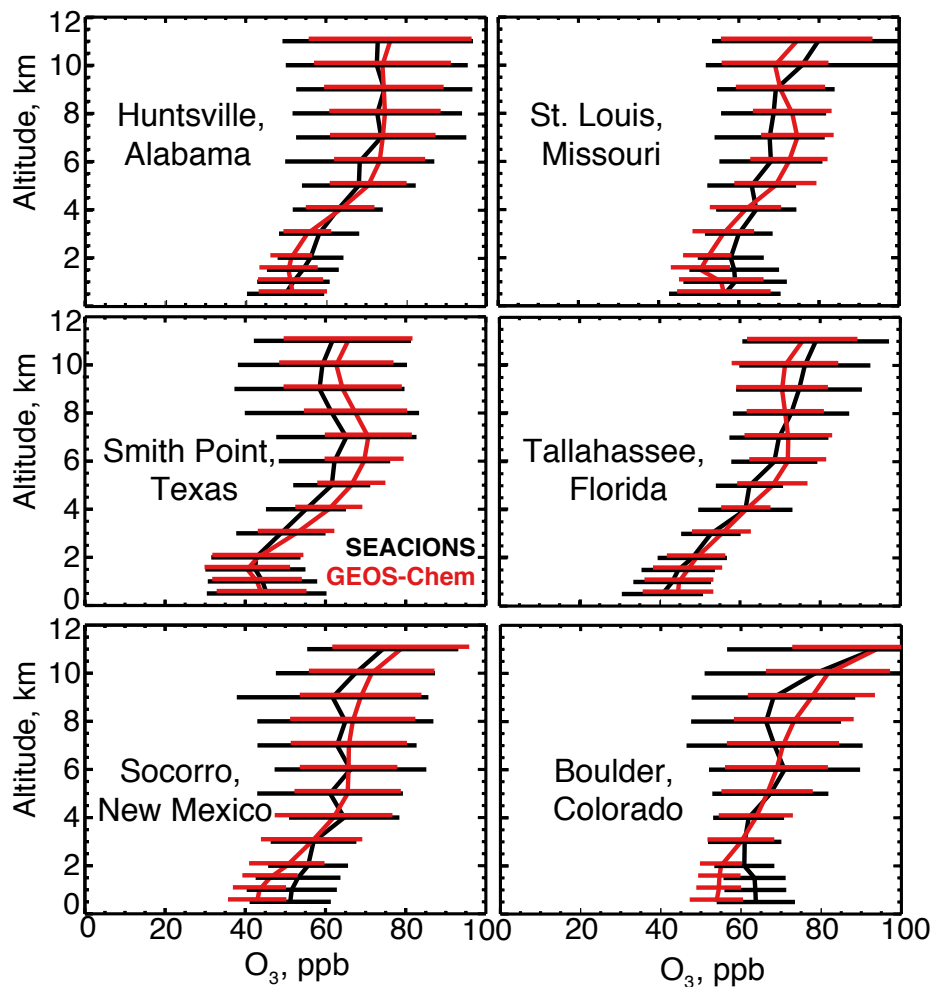 12
10
8
6
4
2
Altitude, km
Huntsville,
Alabama
St. Louis,
Missouri
12
10
8
6
4
2
0
Altitude, km
Smith Point,
Texas
SEACIONS
GEOS-Chem
Tallahassee,
Florida
12
10
8
6
4
2
0
Altitude, km
Socorro,
New Mexico
Boulder,
Colorado
0 20 40 60 80 100
20 40 60 80 100
O₃, ppb
O₃, ppb